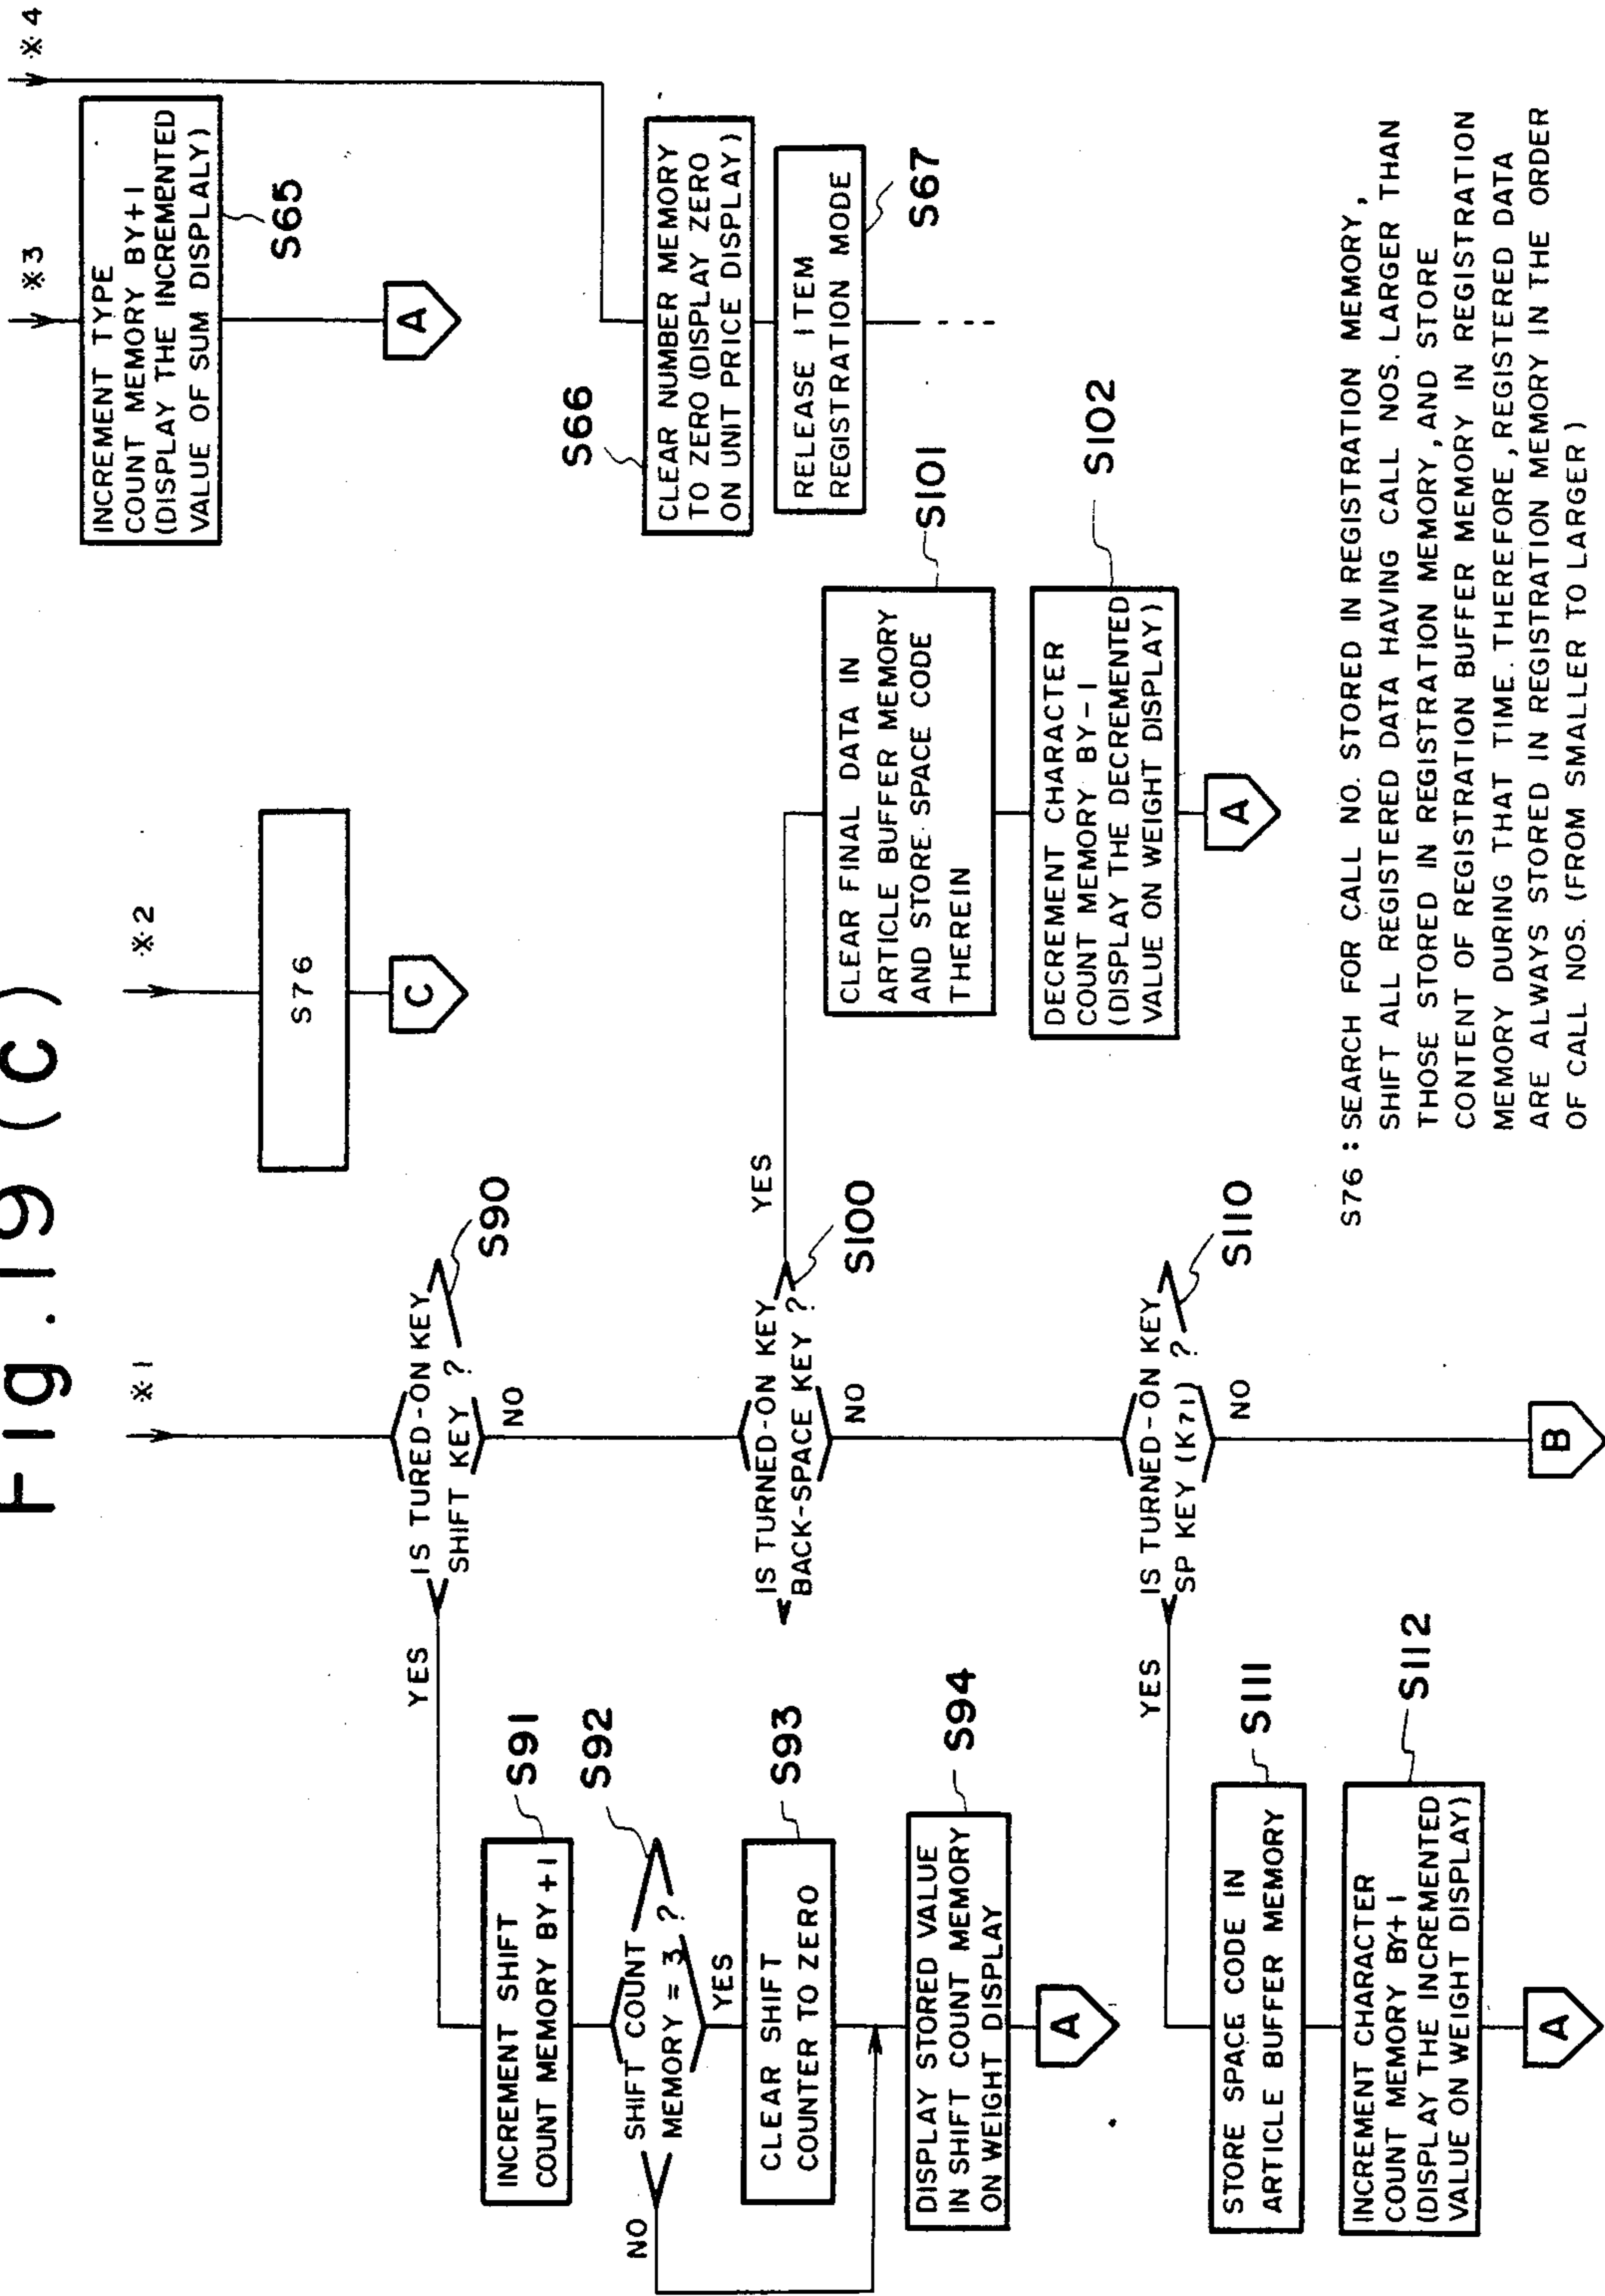 Fig. 19 (C)
※1
IS TURED-ON KEY
SHIFT KEY ?
S90
YES
NO
INCREMENT SHIFT
COUNT MEMORY BY +1
S91
SHIFT COUNT
MEMORY = 3 ?
S92
NO
YES
CLEAR SHIFT
COUNTER TO ZERO
S93
DISPLAY STORED VALUE
IN SHIFT COUNT MEMORY
ON WEIGHT DISPLAY
S94
A
IS TURNED-ON KEY
BACK-SPACE KEY ?
S100
YES
NO
CLEAR FINAL DATA IN
ARTICLE BUFFER MEMORY
AND STORE SPACE CODE
THEREIN
S101
DECREMENT CHARACTER
COUNT MEMORY BY -1
(DISPLAY THE DECREMENTED
VALUE ON WEIGHT DISPLAY)
S102
A
IS TURNED-ON KEY
SP KEY (K71) ?
S110
YES
NO
STORE SPACE CODE IN
ARTICLE BUFFER MEMORY
S111
INCREMENT CHARACTER
COUNT MEMORY BY+1
(DISPLAY THE INCREMENTED
VALUE ON WEIGHT DISPLAY)
S112
A
B
※2
S76
C
※3
INCREMENT TYPE
COUNT MEMORY BY+1
(DISPLAY THE INCREMENTED
VALUE OF SUM DISPLALY)
S65
A
※4
S66
CLEAR NUMBER MEMORY
TO ZERO (DISPLAY ZERO
ON UNIT PRICE DISPLAY)
RELEASE ITEM
REGISTRATION MODE
S67
S76 : SEARCH FOR CALL NO. STORED IN REGISTRATION MEMORY,
SHIFT ALL REGISTERED DATA HAVING CALL NOS. LARGER THAN
THOSE STORED IN REGISTRATION MEMORY, AND STORE
CONTENT OF REGISTRATION BUFFER MEMORY IN REGISTRATION
MEMORY DURING THAT TIME. THEREFORE, REGISTERED DATA
ARE ALWAYS STORED IN REGISTRATION MEMORY IN THE ORDER
OF CALL NOS. (FROM SMALLER TO LARGER)